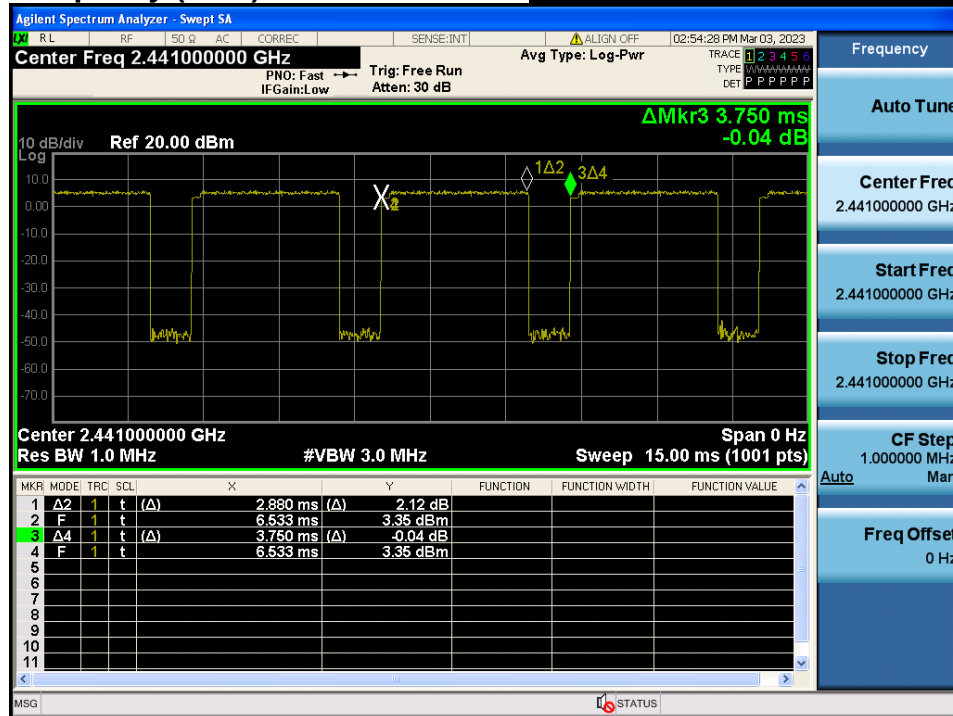 Agilent Spectrum Analyzer - Swept SA
RL RF 50 Ω AC CORREC SENSE:INT ALIGN OFF 02:54:28 PM Mar 03, 2023
Center Freq 2.441000000 GHz
PNO: Fast
IFGain:Low
Trig: Free Run
Atten: 30 dB
Avg Type: Log-Pwr
TRACE 1 2 3 4 5 6
TYPE
DET P P P P P P
ΔMkr3 3.750 ms
-0.04 dB
10 dB/div Ref 20.00 dBm
Log
10.0
0.00
-10.0
-20.0
-30.0
-40.0
-50.0
-60.0
-70.0
1Δ2
3Δ4
X
Center 2.441000000 GHz Span 0 Hz
Res BW 1.0 MHz #VBW 3.0 MHz Sweep 15.00 ms (1001 pts)
MKR MODE TRC SCL X Y FUNCTION FUNCTION WIDTH FUNCTION VALUE
1 Δ2 1 t (Δ) 2.880 ms (Δ) 2.12 dB
2 F 1 t 6.533 ms 3.35 dBm
3 Δ4 1 t (Δ) 3.750 ms (Δ) -0.04 dB
4 F 1 t 6.533 ms 3.35 dBm
5
6
7
8
9
10
11
MSG STATUS
Frequency
Auto Tune
Center Freq
2.441000000 GHz
Start Freq
2.441000000 GHz
Stop Freq
2.441000000 GHz
CF Step
1.000000 MHz
Auto Man
Freq Offset
0 Hz